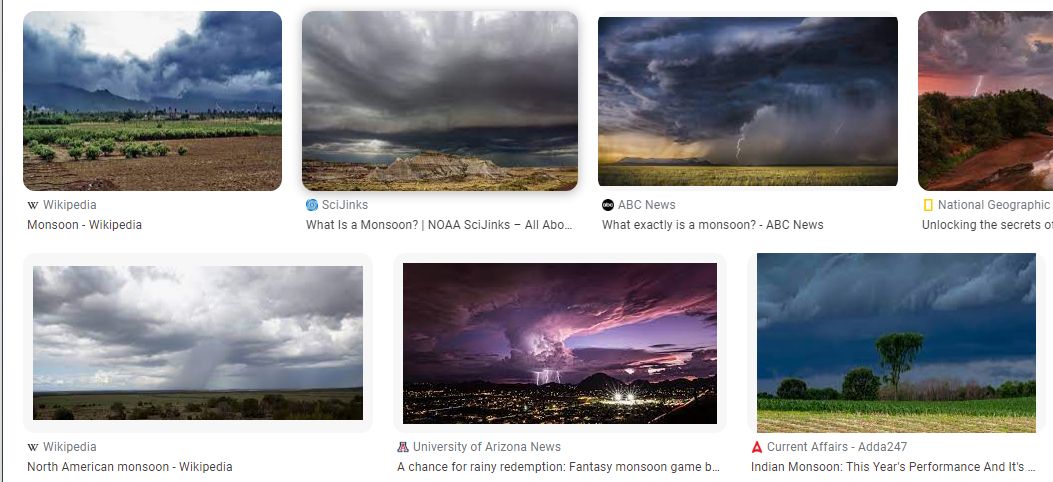 Wikipedia
Monsoon - Wikipedia
SciJinks
What Is a Monsoon? | NOAA SciJinks – All Abo...
abc
ABC News
What exactly is a monsoon? - ABC News
National Geographic
Unlocking the secrets of
Wikipedia
North American monsoon - Wikipedia
University of Arizona News
A chance for rainy redemption: Fantasy monsoon game b...
Current Affairs - Adda247
Indian Monsoon: This Year's Performance And It's ...